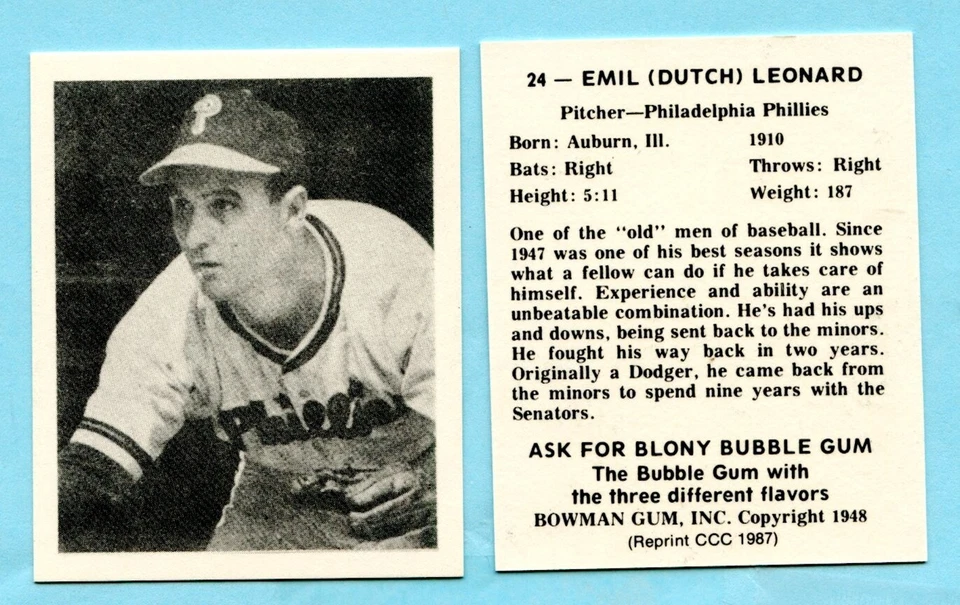 P
Phillies
24 — EMIL (DUTCH) LEONARD
Pitcher—Philadelphia Phillies
Born: Auburn, Ill. 1910
Bats: Right Throws: Right
Height: 5:11 Weight: 187
One of the "old" men of baseball. Since
1947 was one of his best seasons it shows
what a fellow can do if he takes care of
himself. Experience and ability are an
unbeatable combination. He's had his ups
and downs, being sent back to the minors.
He fought his way back in two years.
Originally a Dodger, he came back from
the minors to spend nine years with the
Senators.
ASK FOR BLONY BUBBLE GUM
The Bubble Gum with
the three different flavors
BOWMAN GUM, INC. Copyright 1948
(Reprint CCC 1987)